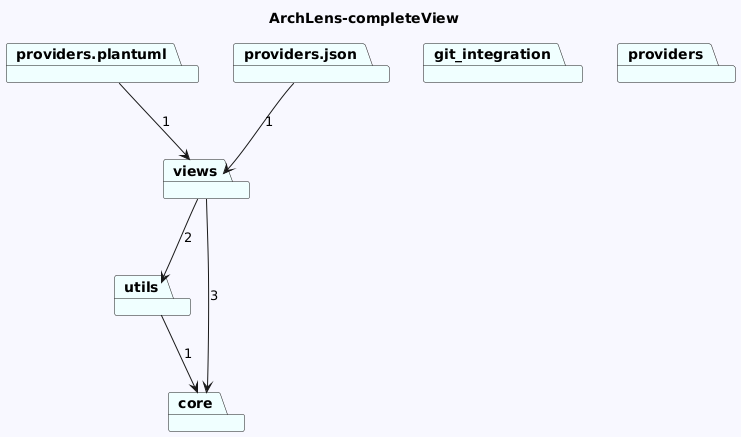 ArchLens-completeView
providers.plantuml
providers.json
git_integration
providers
1
1
views
2
utils
3
1
core